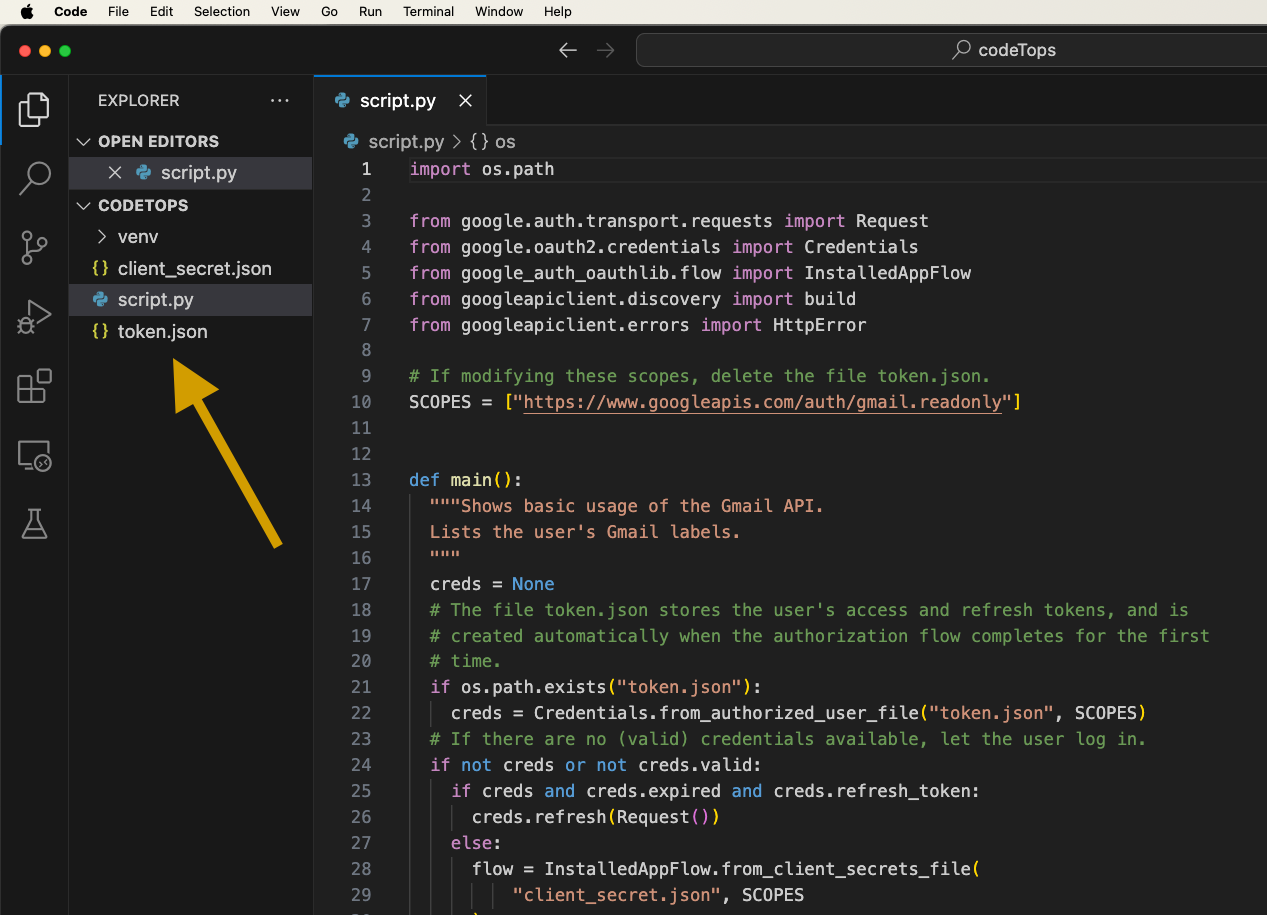 Code File Edit Selection View Go Run Terminal Window Help
codeTops
EXPLORER ···
script.py
OPEN EDITORS
script.py
CODETOPS
venv
{} client_secret.json
script.py
{} token.json
script.py > {} os
1 import os.path
2
3 from google.auth.transport.requests import Request
4 from google.oauth2.credentials import Credentials
5 from google_auth_oauthlib.flow import InstalledAppFlow
6 from googleapiclient.discovery import build
7 from googleapiclient.errors import HttpError
8
9 # If modifying these scopes, delete the file token.json.
10 SCOPES = ["https://www.googleapis.com/auth/gmail.readonly"]
11
12
13 def main():
14 """Shows basic usage of the Gmail API.
15 Lists the user's Gmail labels.
16 """
17 creds = None
18 # The file token.json stores the user's access and refresh tokens, and is
19 # created automatically when the authorization flow completes for the first
20 # time.
21 if os.path.exists("token.json"):
22 creds = Credentials.from_authorized_user_file("token.json", SCOPES)
23 # If there are no (valid) credentials available, let the user log in.
24 if not creds or not creds.valid:
25 if creds and creds.expired and creds.refresh_token:
26 creds.refresh(Request())
27 else:
28 flow = InstalledAppFlow.from_client_secrets_file(
29 "client_secret.json", SCOPES